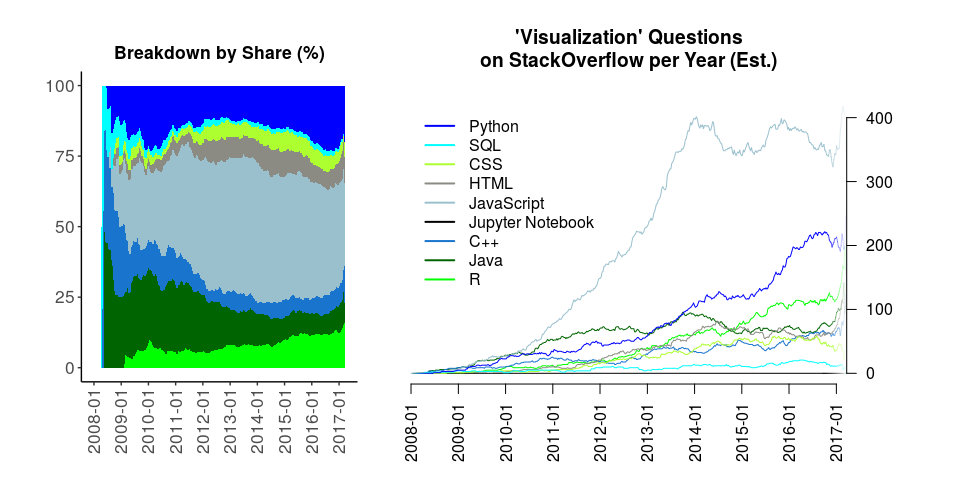 Breakdown by Share (%)
100
75
50
25
0
2008-01
2009-01
2010-01
2011-01
2012-01
2013-01
2014-01
2015-01
2016-01
2017-01
'Visualization' Questions
on StackOverflow per Year (Est.)
Python
SQL
CSS
HTML
JavaScript
Jupyter Notebook
C++
Java
R
400
300
200
100
0
2008-01
2009-01
2010-01
2011-01
2012-01
2013-01
2014-01
2015-01
2016-01
2017-01